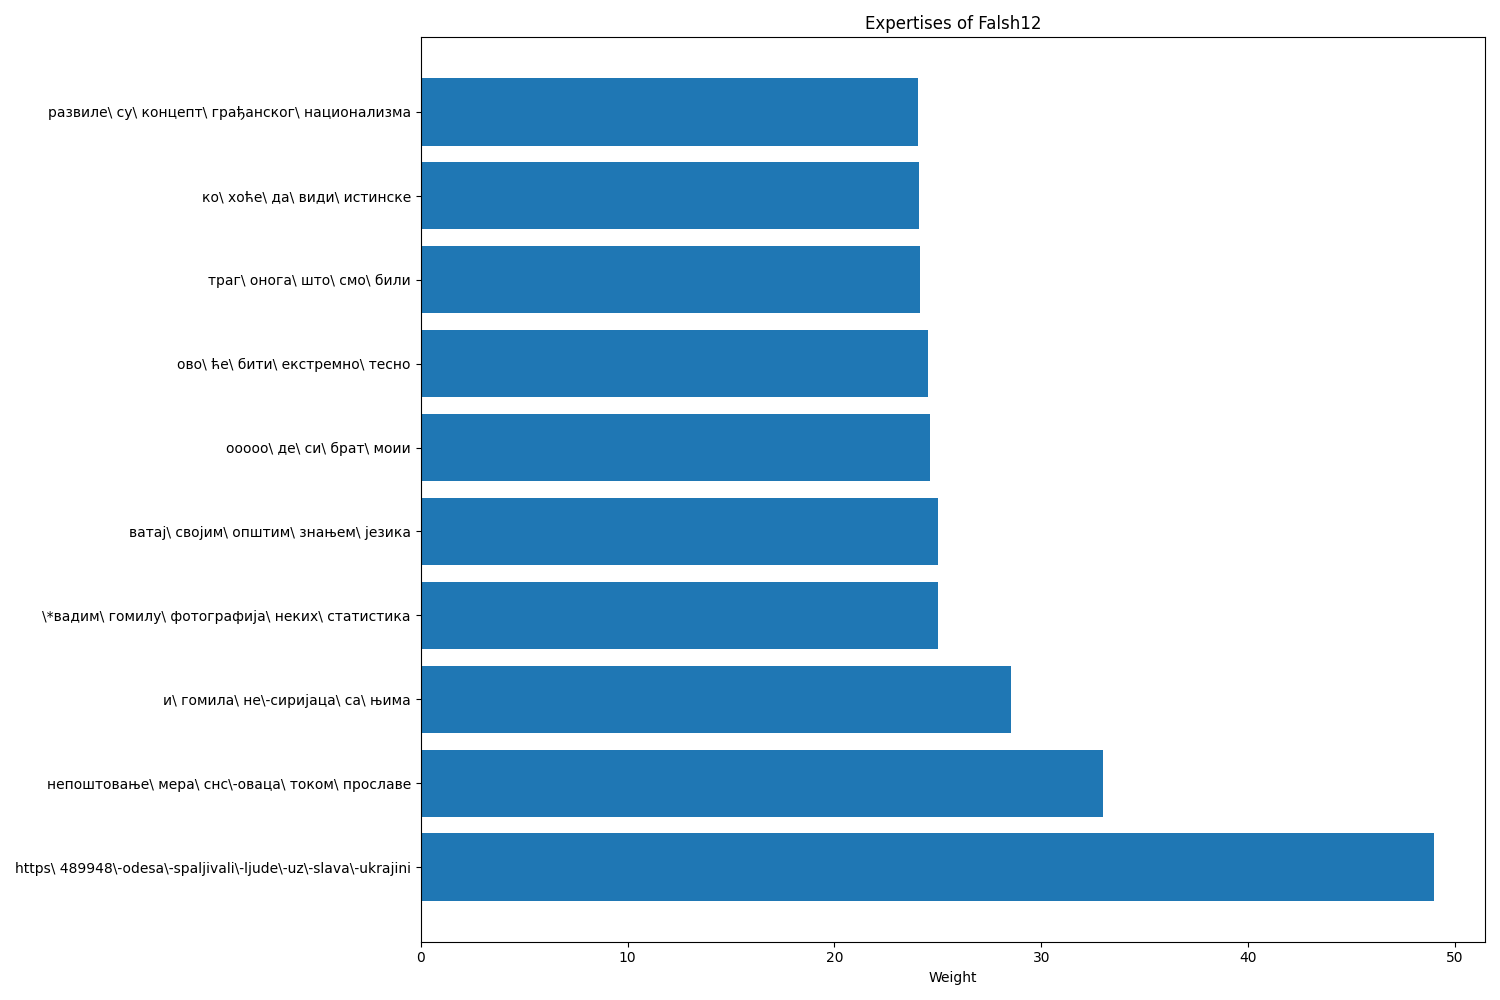 Expertises of Falsh12
развиле\ су\ концепт\ грађанског\ национализма
ко\ хоће\ да\ види\ истинске
траг\ онога\ што\ смо\ били
ово\ ће\ бити\ екстремно\ тесно
ооооо\ де\ си\ брат\ моии
ватај\ својим\ општим\ знањем\ језика
\*вадим\ гомилу\ фотографија\ неких\ статистика
и\ гомила\ не\-сиријаца\ са\ њима
непоштовање\ мера\ снс\-оваца\ током\ прославе
https\ 489948\-odesa\-spaljivali\-ljude\-uz\-slava\-ukrajini
0 10 20 30 40 50
Weight